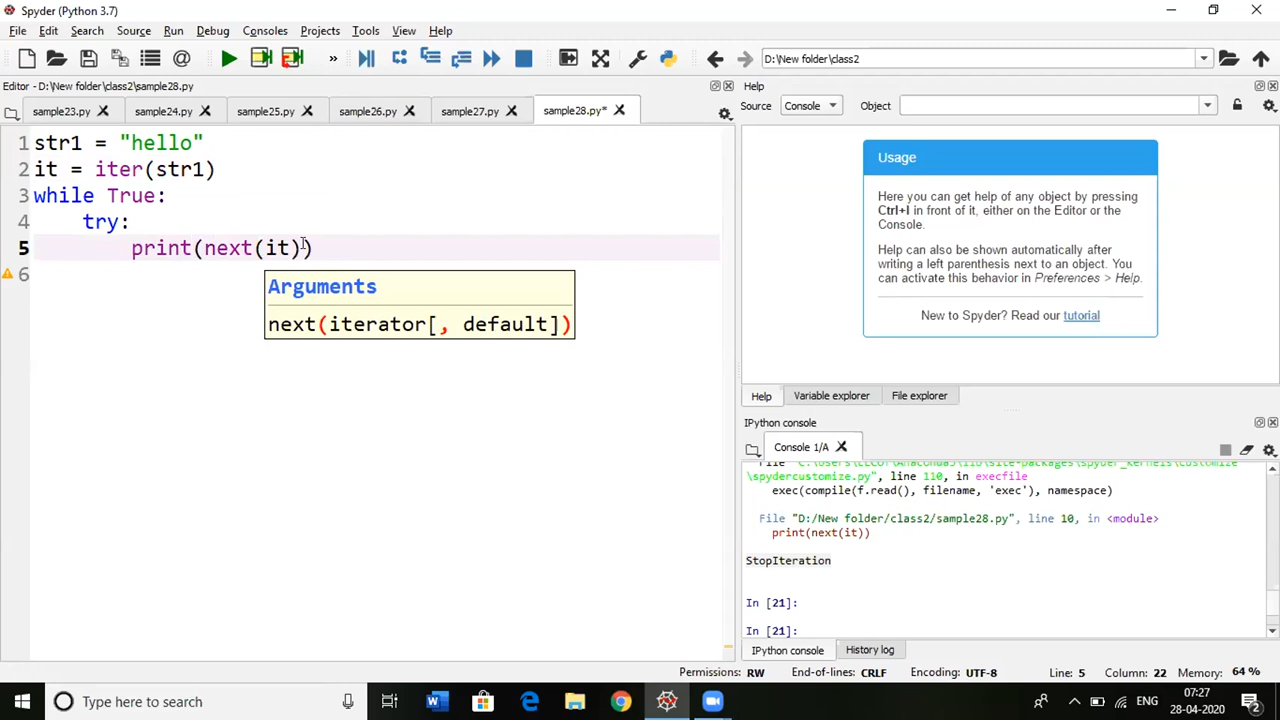 Spyder (Python 3.7)
File Edit Search Source Run Debug Consoles Projects Tools View Help
D:\New folder\class2
Editor - D:\New folder\class2\sample28.py
sample23.py sample24.py sample25.py sample26.py sample27.py sample28.py*
1 str1 = "hello"
2 it = iter(str1)
3 while True:
4 try:
5 print(next(it))
6
Arguments
next(iterator[, default])
Help
Source Console Object
Usage
Here you can get help of any object by pressing
Ctrl+I in front of it, either on the Editor or the
Console.
Help can also be shown automatically after
writing a left parenthesis next to an object. You
can activate this behavior in Preferences > Help.
New to Spyder? Read our tutorial
Help Variable explorer File explorer
IPython console
Console 1/A
\spydercustomize.py", line 110, in execfile
exec(compile(f.read(), filename, 'exec'), namespace)
File "D:/New folder/class2/sample28.py", line 10, in <module>
print(next(it))
StopIteration
In [21]:
In [21]:
IPython console History log
Permissions: RW End-of-lines: CRLF Encoding: UTF-8 Line: 5 Column: 22 Memory: 64 %
Type here to search
ENG
07:27
28-04-2020
2